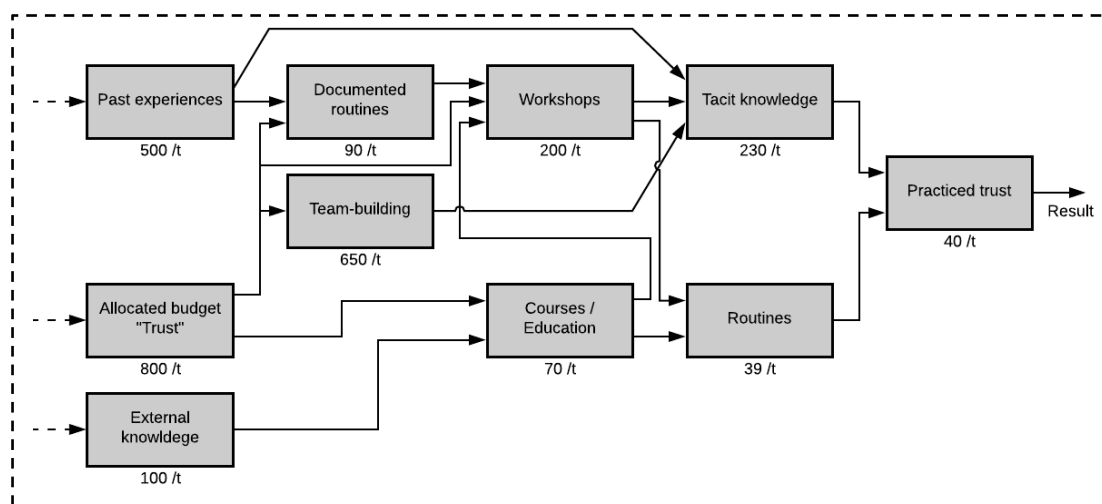 Past experiences
500 /t
Documented
routines
90 /t
Workshops
200 /t
Tacit knowledge
230 /t
Team-building
650 /t
Practiced trust
40 /t
Result
Allocated budget
"Trust"
800 /t
Courses /
Education
70 /t
Routines
39 /t
External
knowldege
100 /t